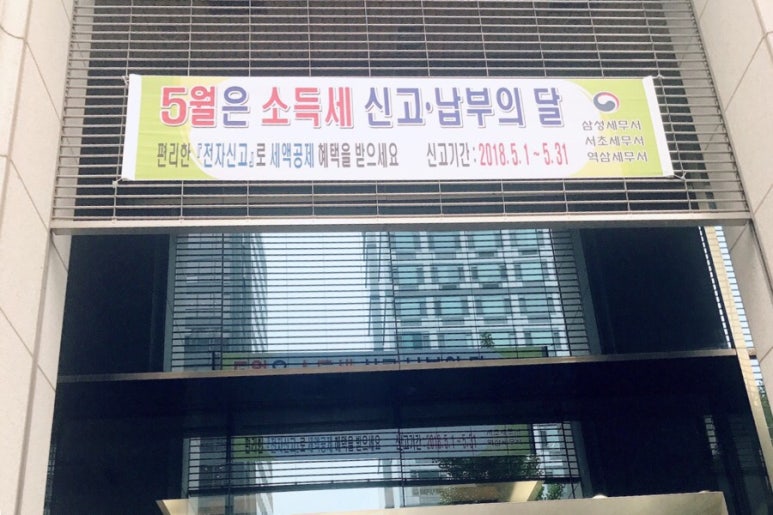 5월은 소득세 신고·납부의 달
편리한 『전자신고』로 세액공제 혜택을 받으세요 신고기간 : 2018. 5. 1 ~ 5. 31
삼성세무서
서초세무서
역삼세무서